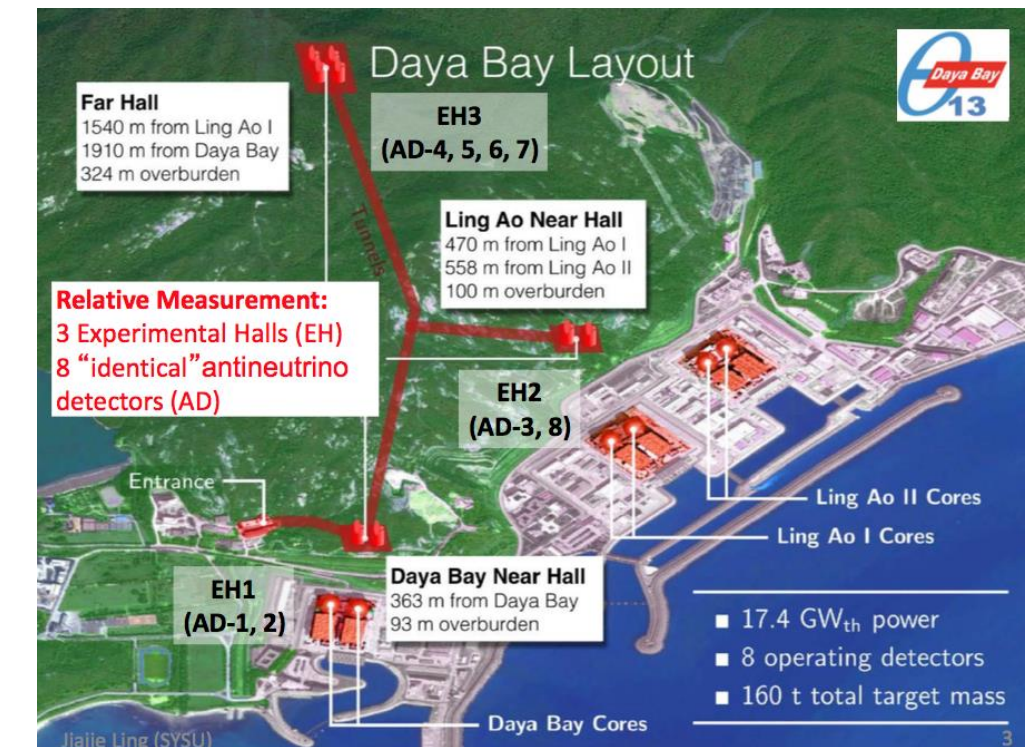 Daya Bay Layout
Daya Bay
13
Far Hall
1540 m from Ling Ao I
1910 m from Daya Bay
324 m overburden
EH3
(AD-4, 5, 6, 7)
Tunnels
Ling Ao Near Hall
470 m from Ling Ao I
558 m from Ling Ao II
100 m overburden
Relative Measurement:
3 Experimental Halls (EH)
8 “identical”antineutrino
detectors (AD)
EH2
(AD-3, 8)
Entrance
Ling Ao II Cores
Ling Ao I Cores
EH1
(AD-1, 2)
Daya Bay Near Hall
363 m from Daya Bay
93 m overburden
▪ 17.4 GWth power
▪ 8 operating detectors
▪ 160 t total target mass
Daya Bay Cores
Jiajie Ling (SYSU)
3